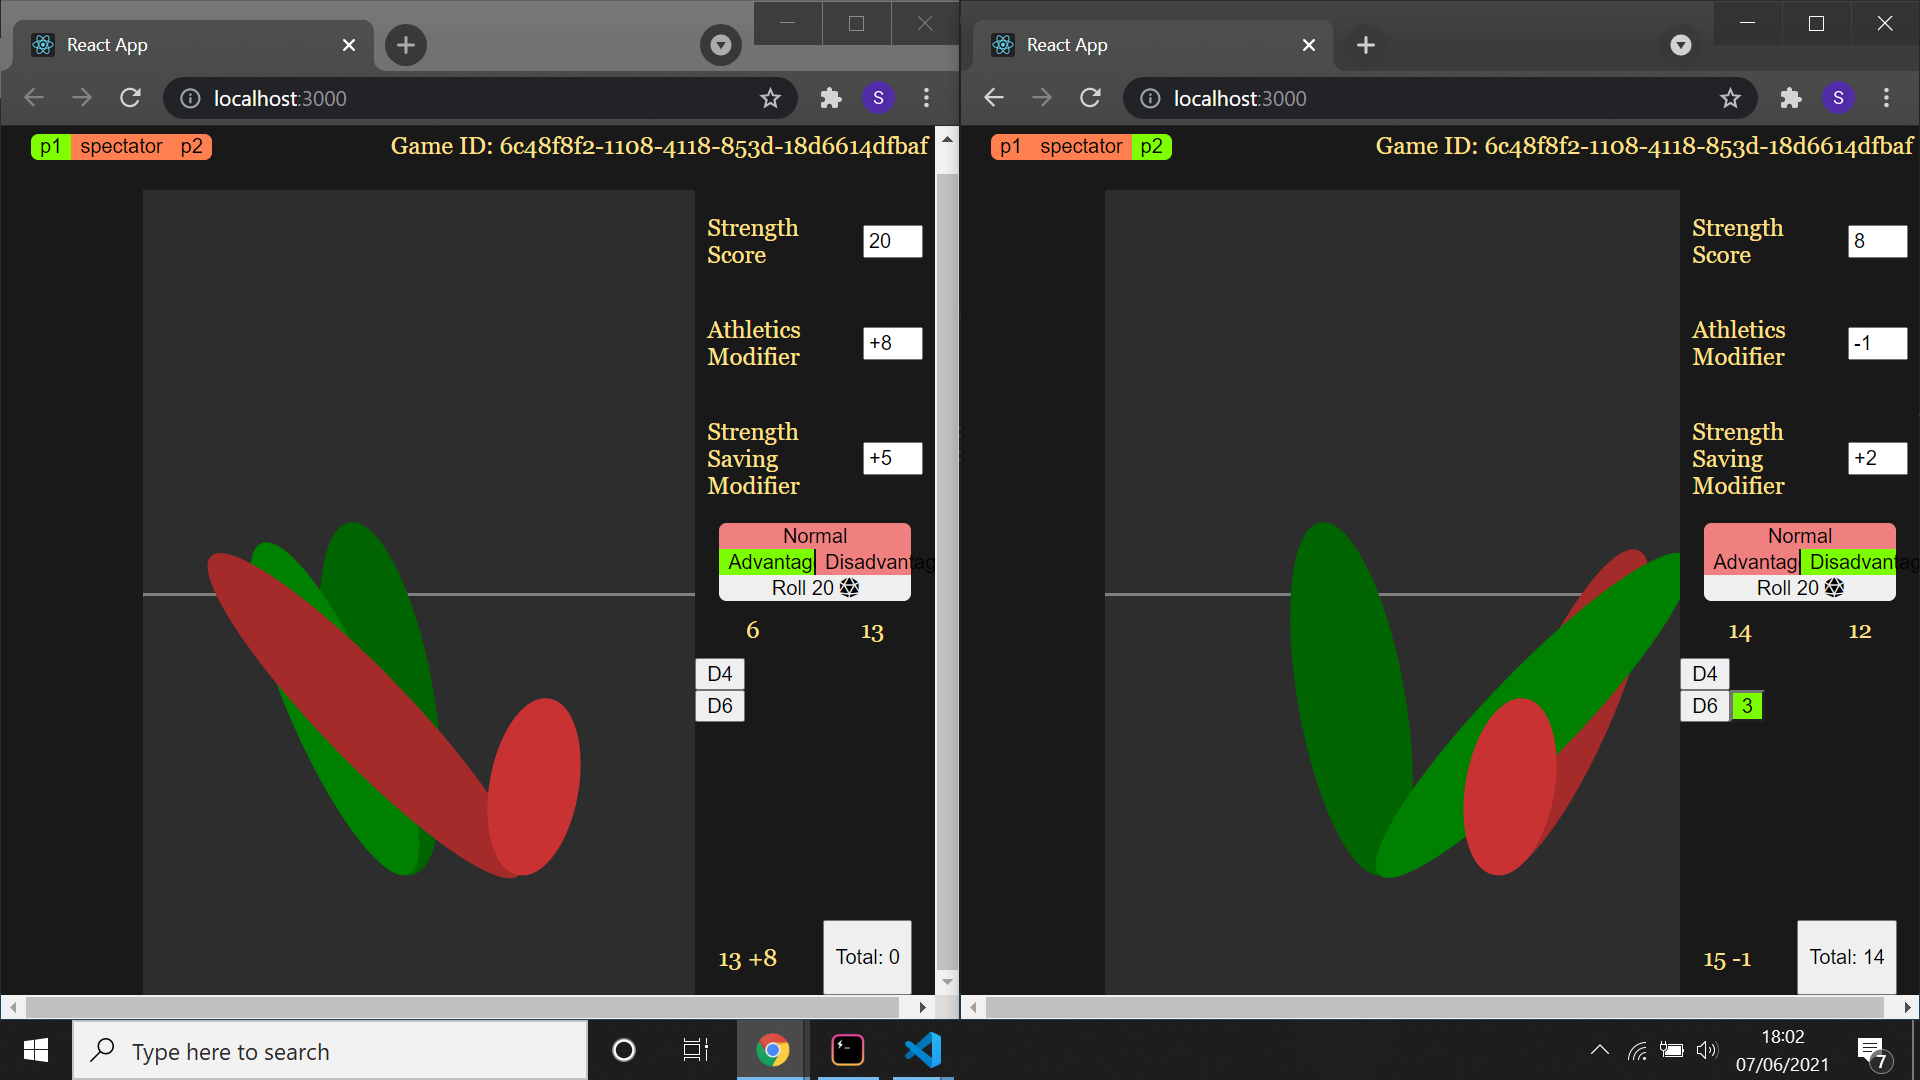 React App
localhost:3000
S
p1 spectator p2
Game ID: 6c48f8f2-1108-4118-853d-18d6614dfbaf
Strength
Score
20
Athletics
Modifier
+8
Strength
Saving
Modifier
+5
Normal
Advantag Disadvantag
Roll 20
6 13
D4
D6
13 +8
Total: 0
React App
localhost:3000
S
p1 spectator p2
Game ID: 6c48f8f2-1108-4118-853d-18d6614dfbaf
Strength
Score
8
Athletics
Modifier
-1
Strength
Saving
Modifier
+2
Normal
Advantag Disadvantag
Roll 20
14 12
D4
D6 3
15 -1
Total: 14
Type here to search
18:02
07/06/2021
7